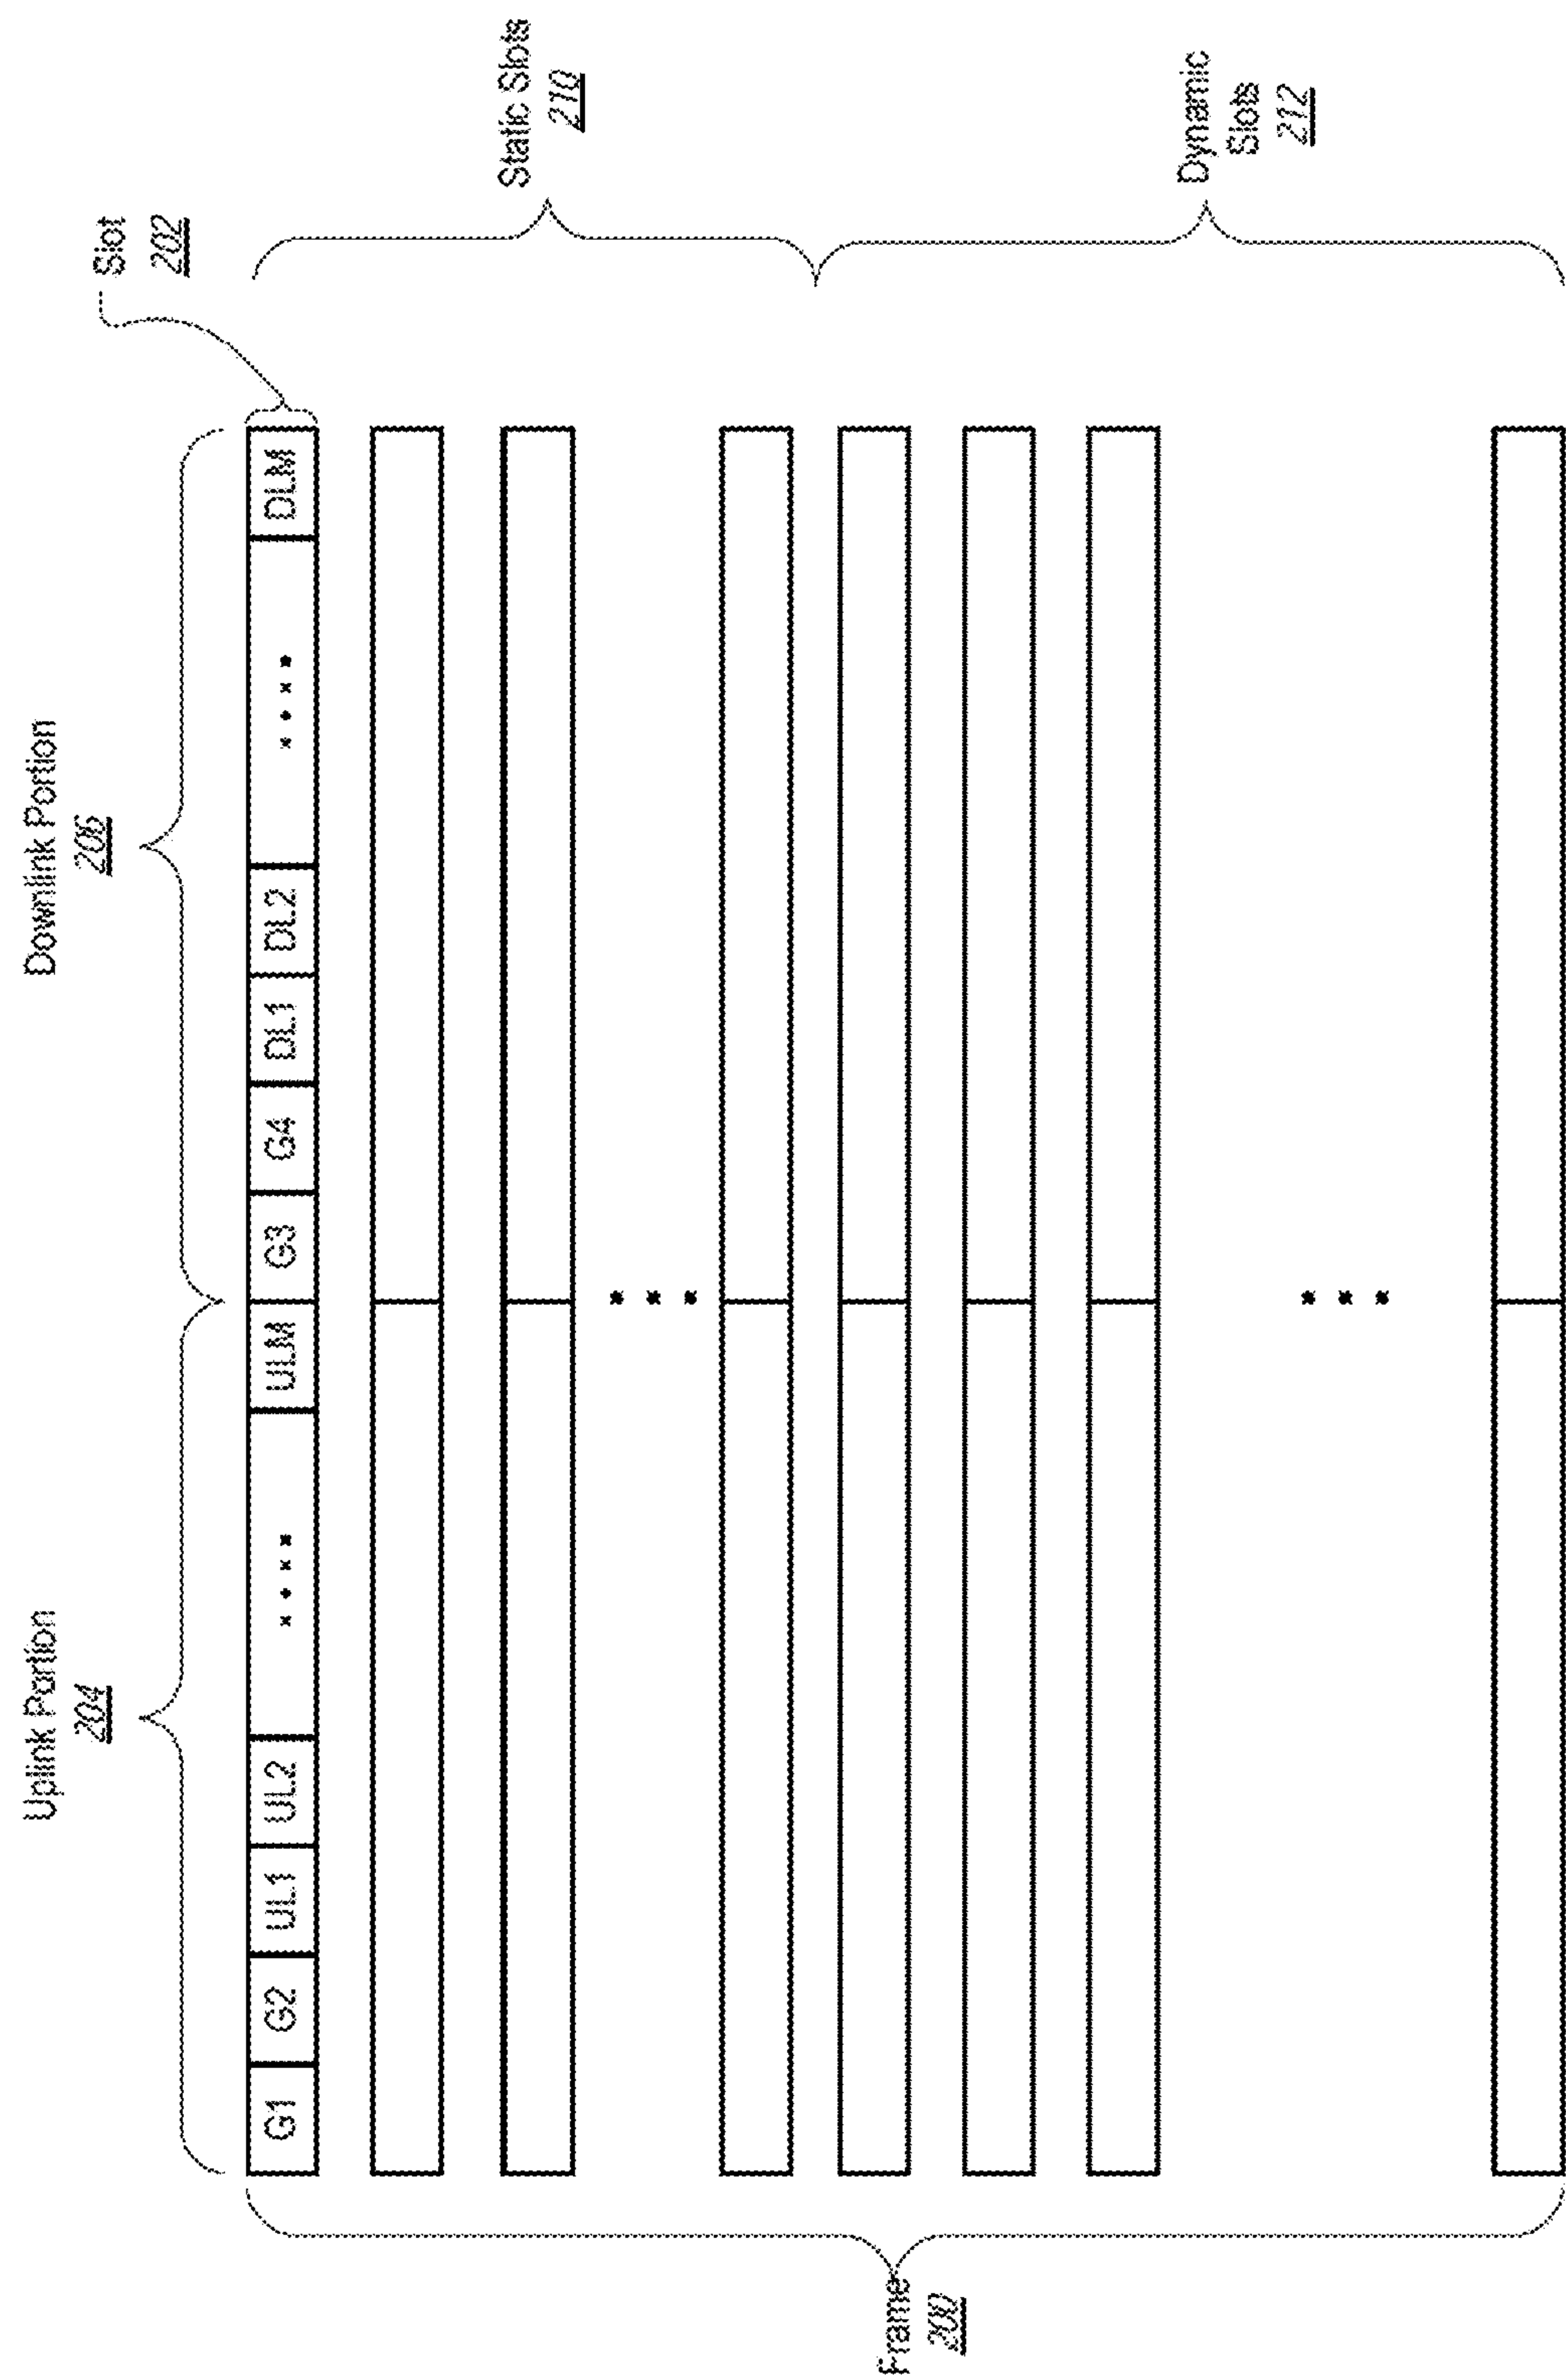 Uplink Portion
204
Downlink Portion
206
Slot
202
G1 G2 UL1 UL2 ULM G3 G4 DL1 DL2 DLM
Static Slots
210
Frame
200
Dynamic
Slots
212